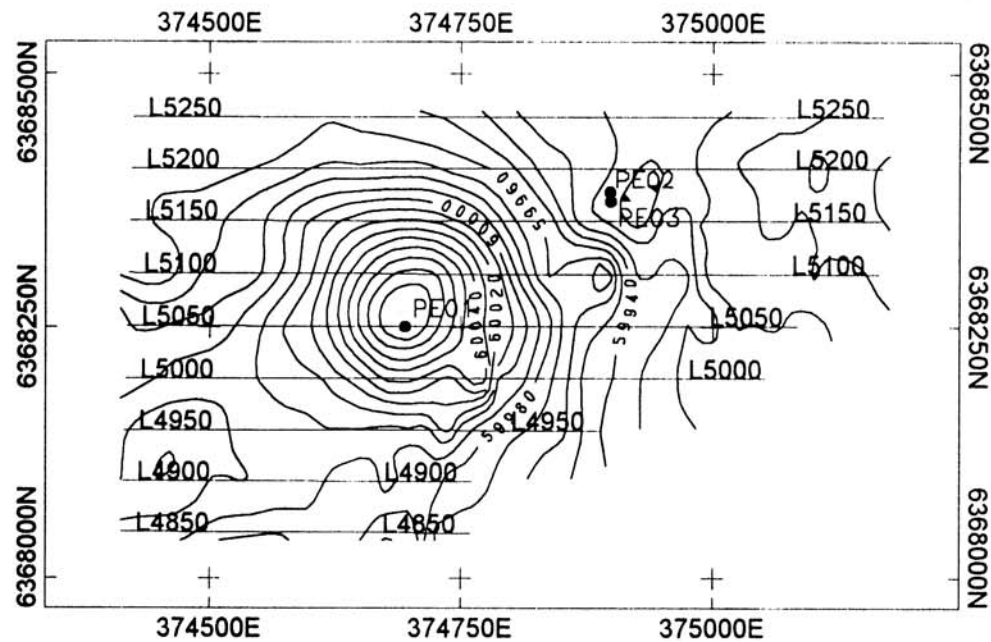 374500E 374750E 375000E
6368500N 6368500N
L5250 L5250
L5200 L5200
PE02
59960
60000
L5150 PE03 L5150
L5100 L5100
6368250N 6368250N
PE01
60040
60020
59940
L5050 L5050
L5000 L5000
59980
L4950 L4950
L4900 L4900
L4850 L4850
6368000N 6368000N
374500E 374750E 375000E